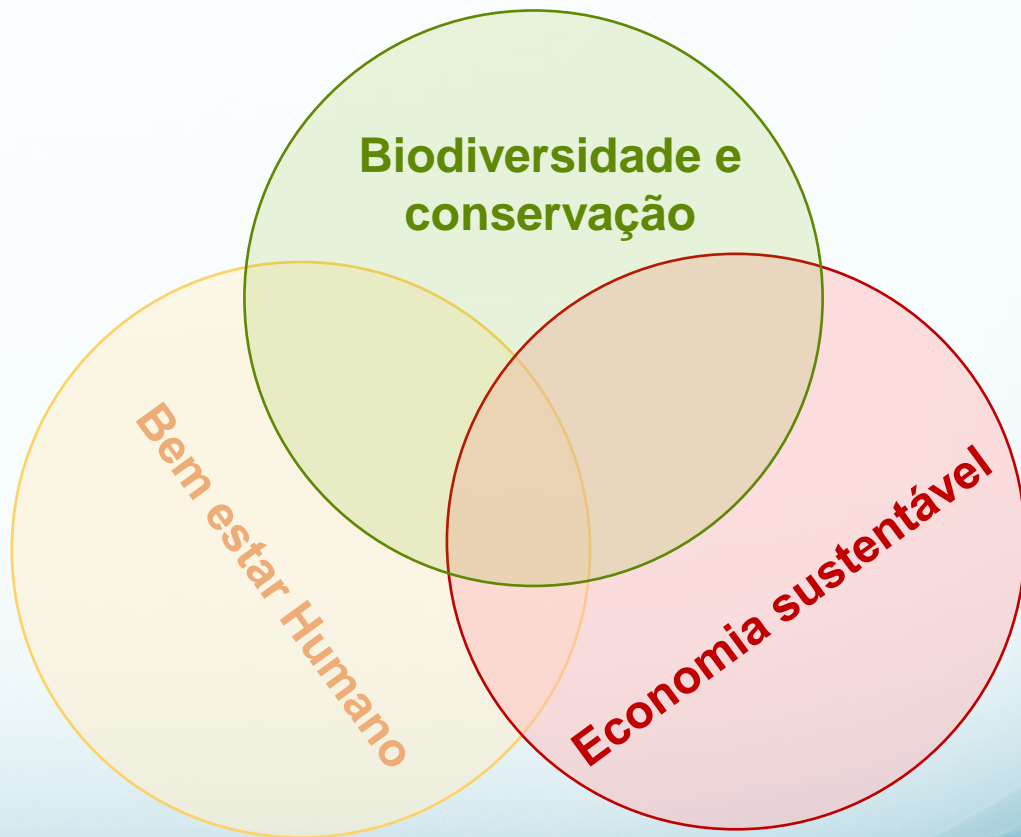 Biodiversidade e
conservação
Bem estar Humano
Economia sustentável